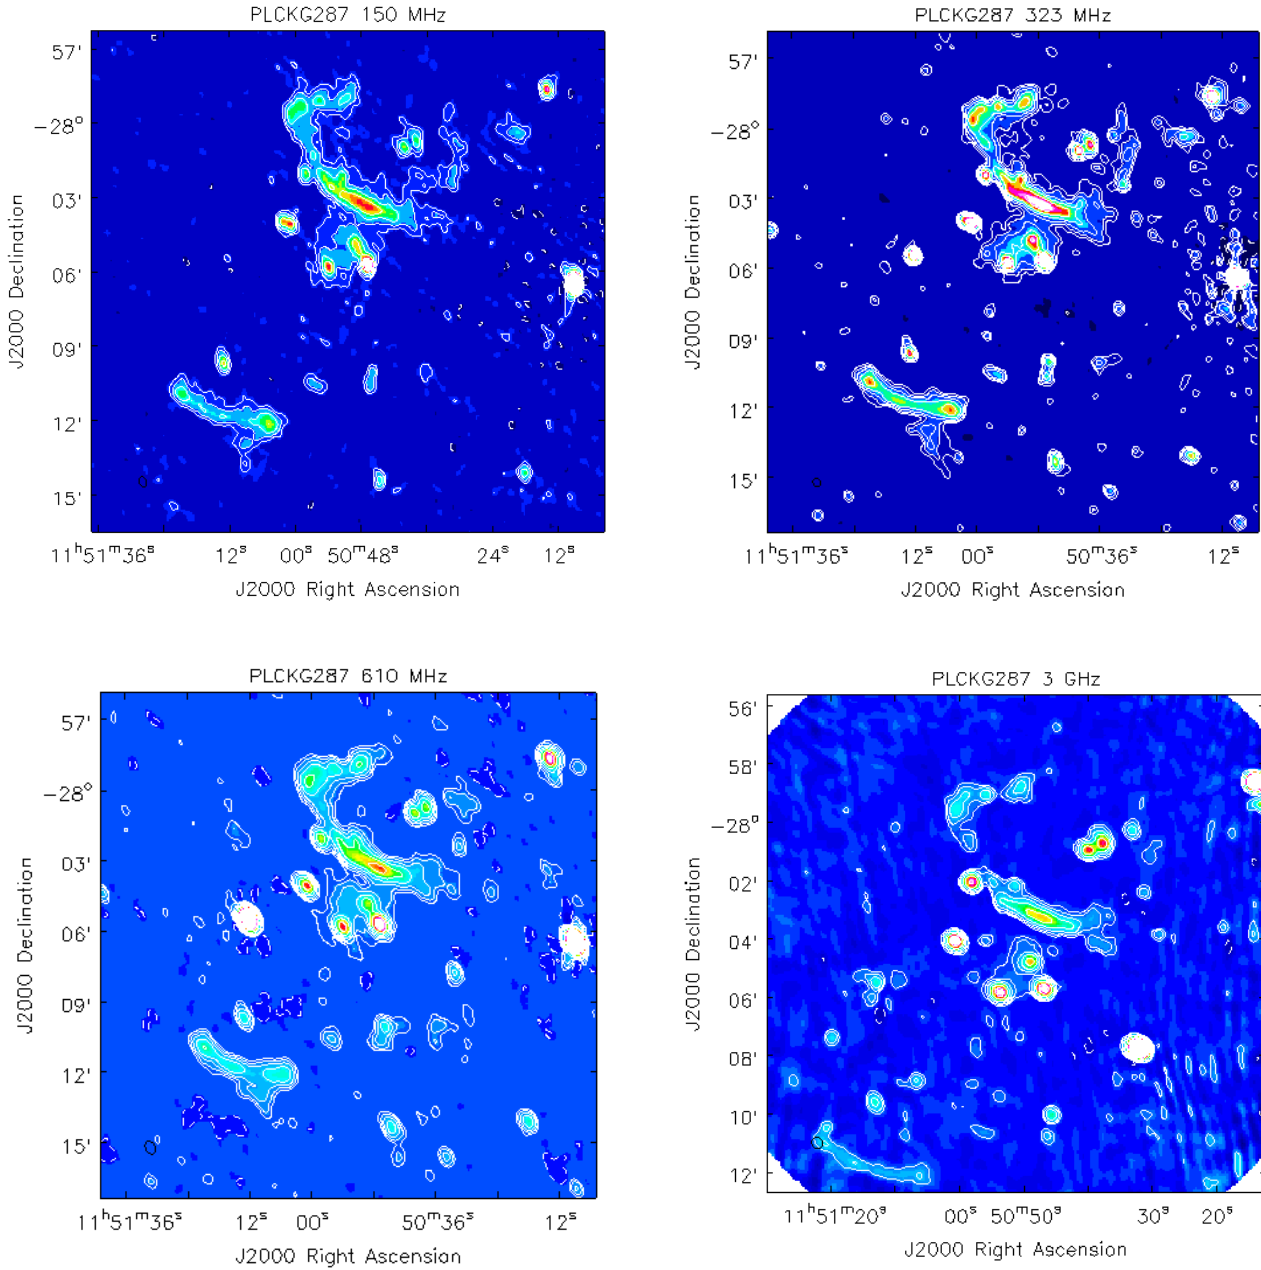 PLCKG287 150 MHz
57'
−28°
03'
06'
09'
12'
15'
J2000 Declination
11ʰ51ᵐ36ˢ 12ˢ 00ˢ 50ᵐ48ˢ 24ˢ 12ˢ
J2000 Right Ascension
PLCKG287 323 MHz
57'
−28°
03'
06'
09'
12'
15'
J2000 Declination
11ʰ51ᵐ36ˢ 12ˢ 00ˢ 50ᵐ36ˢ 12ˢ
J2000 Right Ascension
PLCKG287 610 MHz
57'
−28°
03'
06'
09'
12'
15'
J2000 Declination
11ʰ51ᵐ36ˢ 12ˢ 00ˢ 50ᵐ36ˢ 12ˢ
J2000 Right Ascension
PLCKG287 3 GHz
56'
58'
−28°
02'
04'
06'
08'
10'
12'
J2000 Declination
11ʰ51ᵐ20ˢ 00ˢ 50ᵐ50ˢ 30ˢ 20ˢ
J2000 Right Ascension